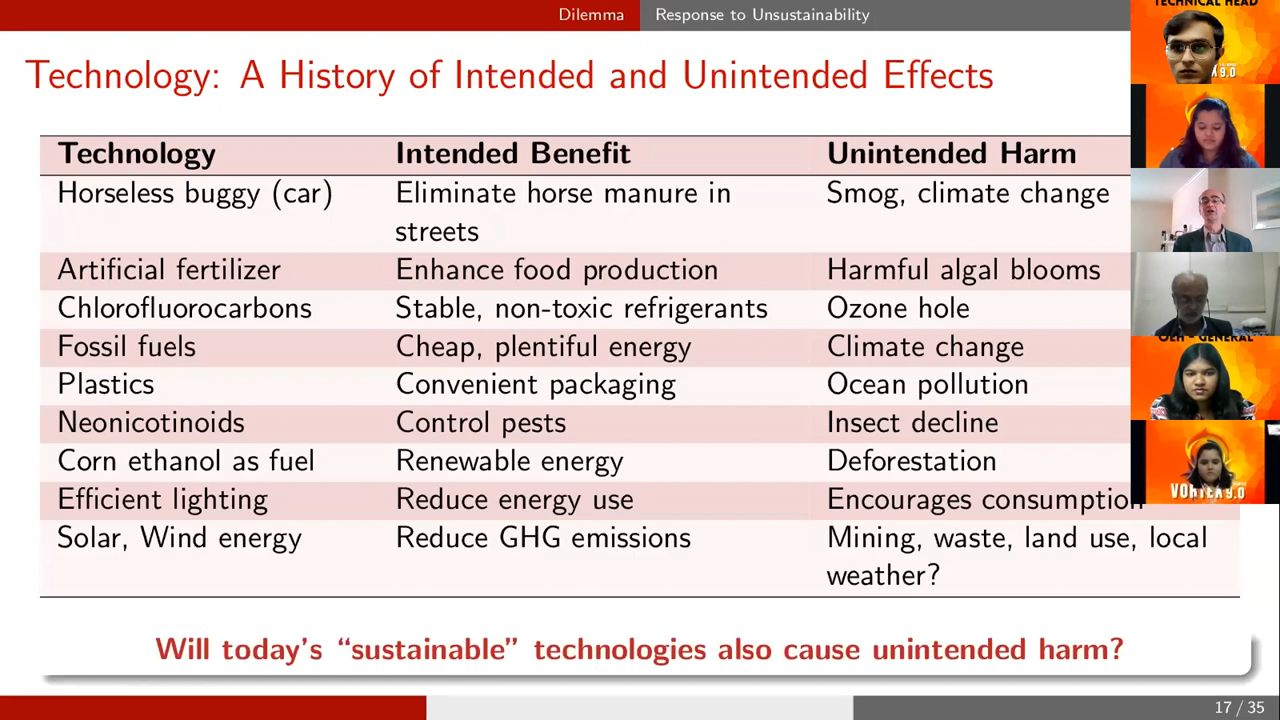 Dilemma Response to Unsustainability
Technology: A History of Intended and Unintended Effects
Technology Intended Benefit Unintended Harm
Horseless buggy (car) Eliminate horse manure in Smog, climate change
streets
Artificial fertilizer Enhance food production Harmful algal blooms
Chlorofluorocarbons Stable, non-toxic refrigerants Ozone hole
Fossil fuels Cheap, plentiful energy Climate change
Plastics Convenient packaging Ocean pollution
Neonicotinoids Control pests Insect decline
Corn ethanol as fuel Renewable energy Deforestation
Efficient lighting Reduce energy use Encourages consumption
Solar, Wind energy Reduce GHG emissions Mining, waste, land use, local
weather?
Will today's “sustainable” technologies also cause unintended harm?
17 / 35
TECHNICAL HEAD
9.0
GENERAL
9.0